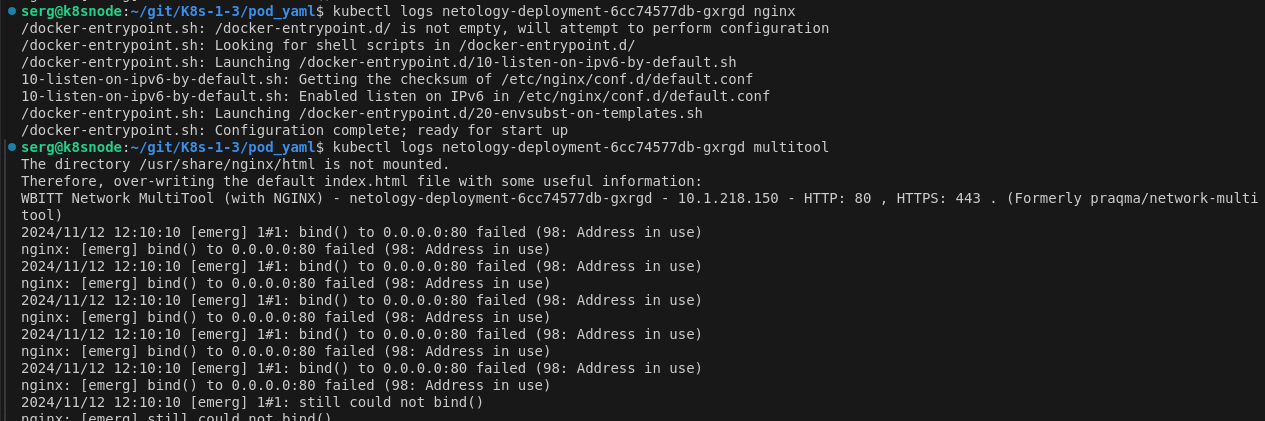 serg@k8snode:~/git/K8s-1-3/pod_yaml$ kubectl logs netology-deployment-6cc74577db-gxrgd nginx
/docker-entrypoint.sh: /docker-entrypoint.d/ is not empty, will attempt to perform configuration
/docker-entrypoint.sh: Looking for shell scripts in /docker-entrypoint.d/
/docker-entrypoint.sh: Launching /docker-entrypoint.d/10-listen-on-ipv6-by-default.sh
10-listen-on-ipv6-by-default.sh: Getting the checksum of /etc/nginx/conf.d/default.conf
10-listen-on-ipv6-by-default.sh: Enabled listen on IPv6 in /etc/nginx/conf.d/default.conf
/docker-entrypoint.sh: Launching /docker-entrypoint.d/20-envsubst-on-templates.sh
/docker-entrypoint.sh: Configuration complete; ready for start up
serg@k8snode:~/git/K8s-1-3/pod_yaml$ kubectl logs netology-deployment-6cc74577db-gxrgd multitool
The directory /usr/share/nginx/html is not mounted.
Therefore, over-writing the default index.html file with some useful information:
WBITT Network MultiTool (with NGINX) - netology-deployment-6cc74577db-gxrgd - 10.1.218.150 - HTTP: 80 , HTTPS: 443 . (Formerly praqma/network-multi
tool)
2024/11/12 12:10:10 [emerg] 1#1: bind() to 0.0.0.0:80 failed (98: Address in use)
nginx: [emerg] bind() to 0.0.0.0:80 failed (98: Address in use)
2024/11/12 12:10:10 [emerg] 1#1: bind() to 0.0.0.0:80 failed (98: Address in use)
nginx: [emerg] bind() to 0.0.0.0:80 failed (98: Address in use)
2024/11/12 12:10:10 [emerg] 1#1: bind() to 0.0.0.0:80 failed (98: Address in use)
nginx: [emerg] bind() to 0.0.0.0:80 failed (98: Address in use)
2024/11/12 12:10:10 [emerg] 1#1: bind() to 0.0.0.0:80 failed (98: Address in use)
nginx: [emerg] bind() to 0.0.0.0:80 failed (98: Address in use)
2024/11/12 12:10:10 [emerg] 1#1: bind() to 0.0.0.0:80 failed (98: Address in use)
nginx: [emerg] bind() to 0.0.0.0:80 failed (98: Address in use)
2024/11/12 12:10:10 [emerg] 1#1: still could not bind()
nginx: [emerg] still could not bind()